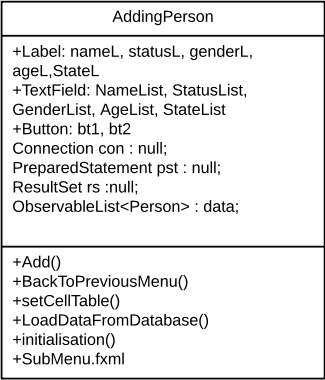 AddingPerson
+Label: nameL, statusL, genderL,
ageL,StateL
+TextField: NameList, StatusList,
GenderList, AgeList, StateList
+Button: bt1, bt2
Connection con : null;
PreparedStatement pst : null;
ResultSet rs :null;
ObservableList<Person> : data;
+Add()
+BackToPreviousMenu()
+setCellTable()
+LoadDataFromDatabase()
+initialisation()
+SubMenu.fxml